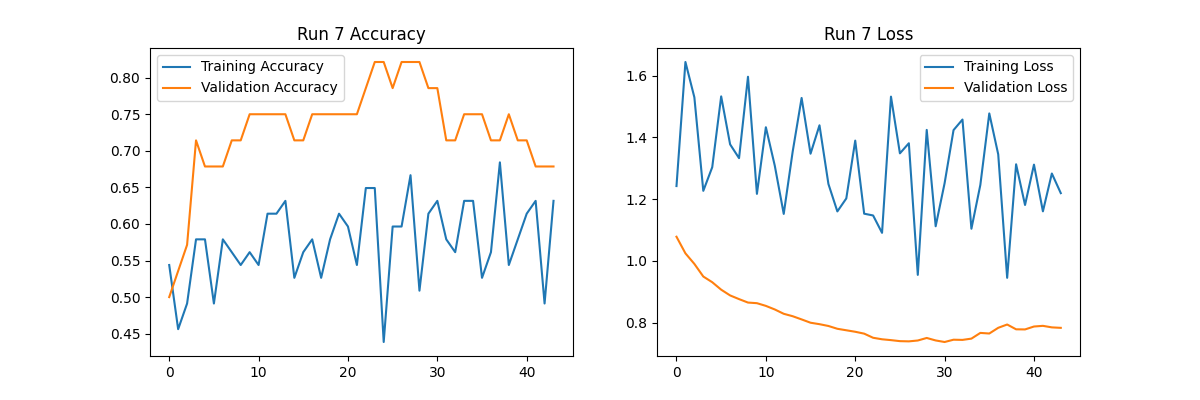 Run 7 Accuracy
Training Accuracy
Validation Accuracy
0.80
0.75
0.70
0.65
0.60
0.55
0.50
0.45
0 10 20 30 40
Run 7 Loss
Training Loss
Validation Loss
1.6
1.4
1.2
1.0
0.8
0 10 20 30 40